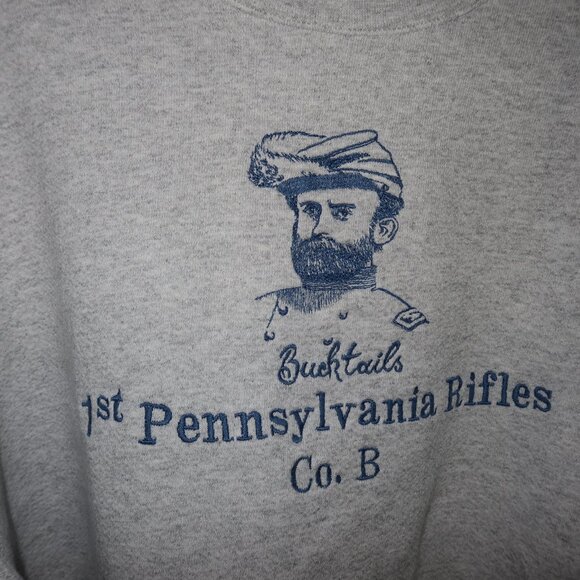 Bucktails
1st Pennsylvania Rifles
Co. B